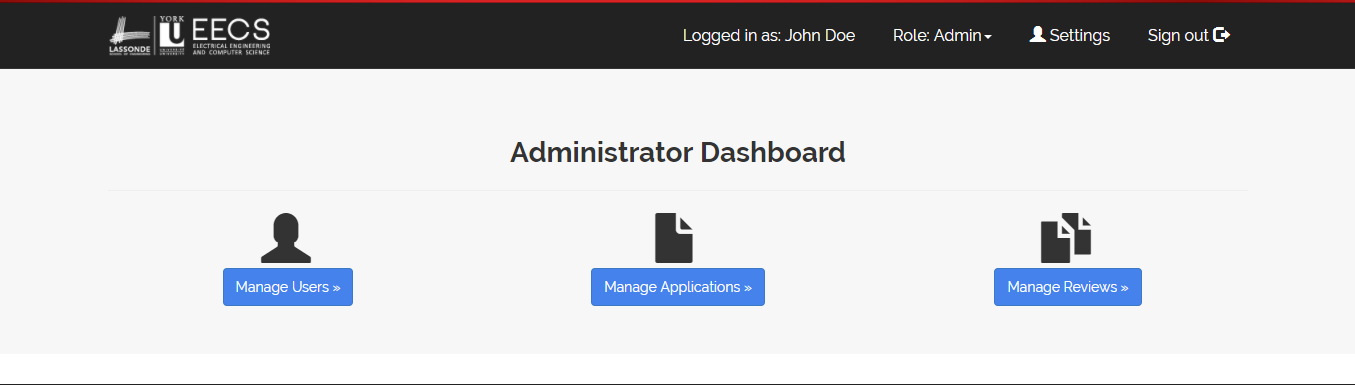 LASSONDE
YORK
U
EECS
ELECTRICAL ENGINEERING
AND COMPUTER SCIENCE
Logged in as: John Doe
Role: Admin
Settings
Sign out
Administrator Dashboard
Manage Users »
Manage Applications »
Manage Reviews »